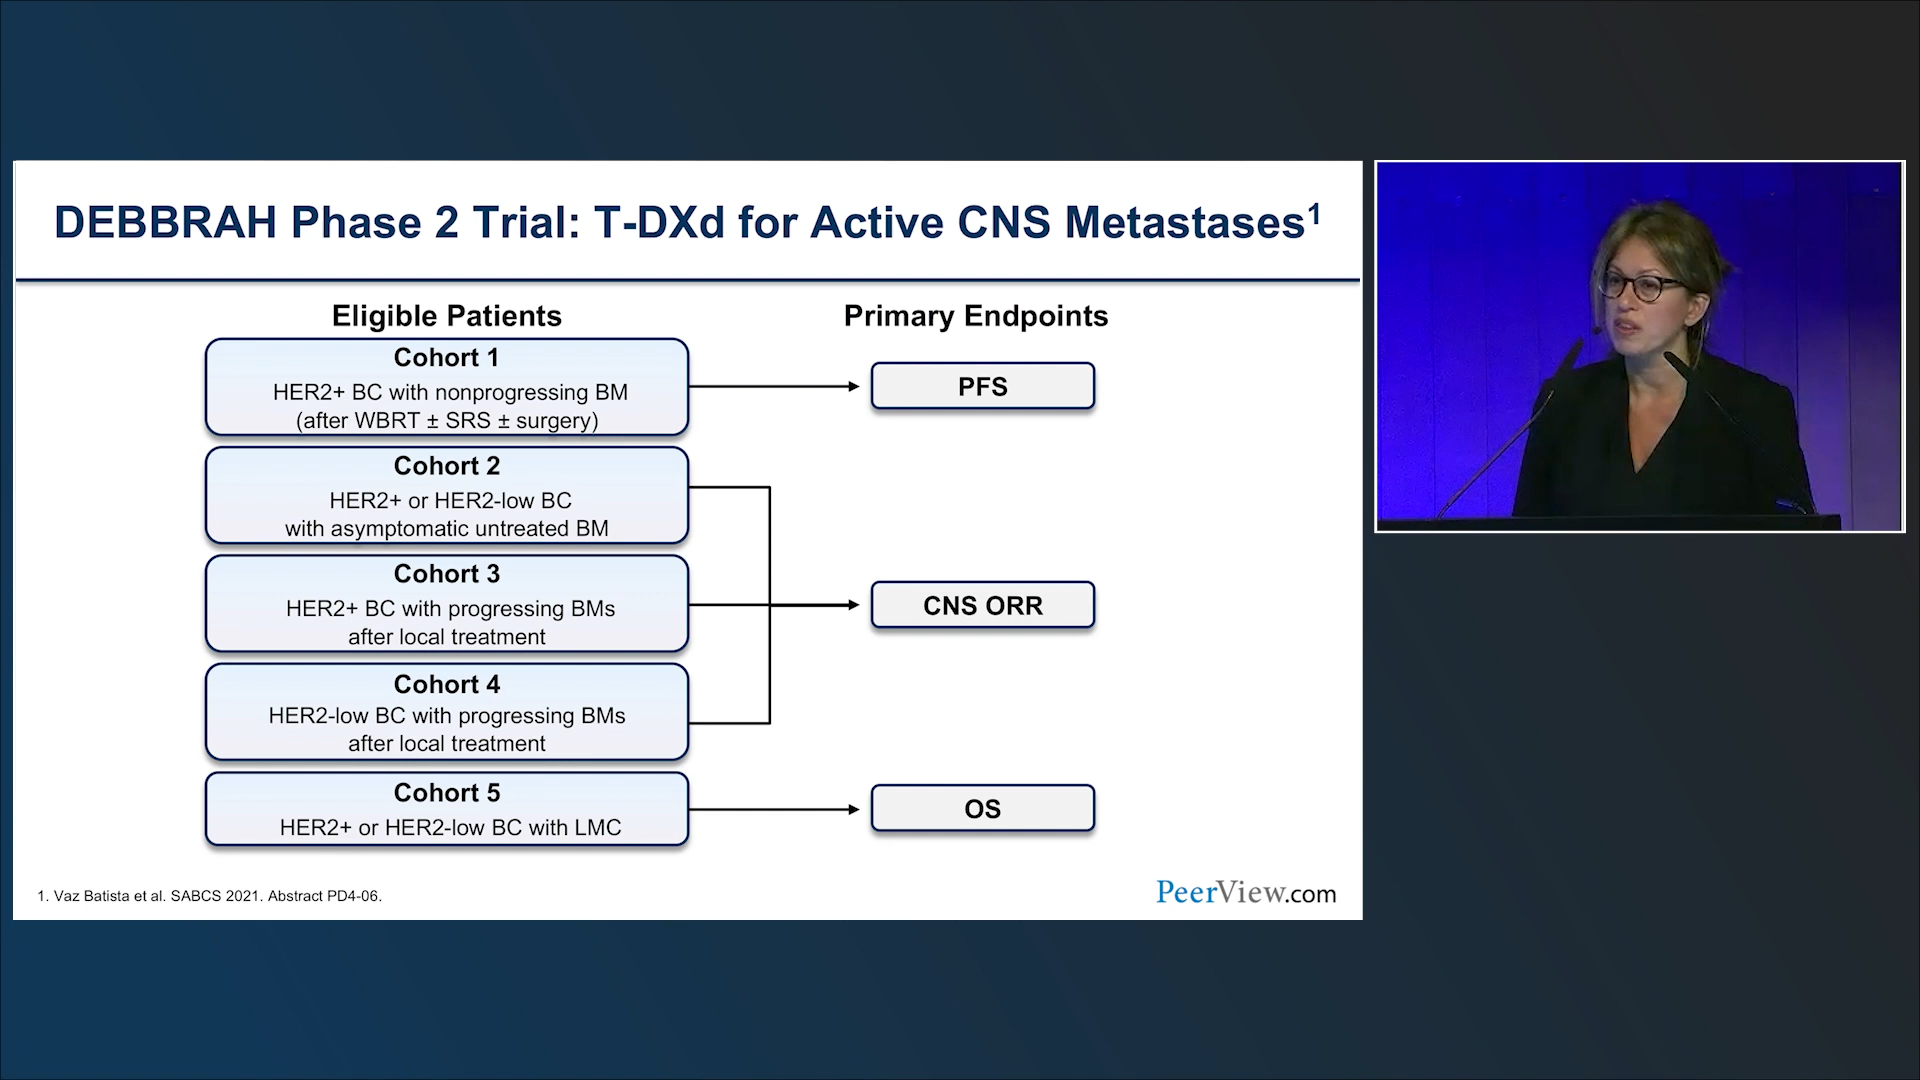 DEBBRAH Phase 2 Trial: T-DXd for Active CNS Metastases¹
Eligible Patients
Primary Endpoints
Cohort 1
HER2+ BC with nonprogressing BM
(after WBRT ± SRS ± surgery)
PFS
Cohort 2
HER2+ or HER2-low BC
with asymptomatic untreated BM
Cohort 3
HER2+ BC with progressing BMs
after local treatment
CNS ORR
Cohort 4
HER2-low BC with progressing BMs
after local treatment
Cohort 5
HER2+ or HER2-low BC with LMC
OS
1. Vaz Batista et al. SABCS 2021. Abstract PD4-06.
PeerView.com